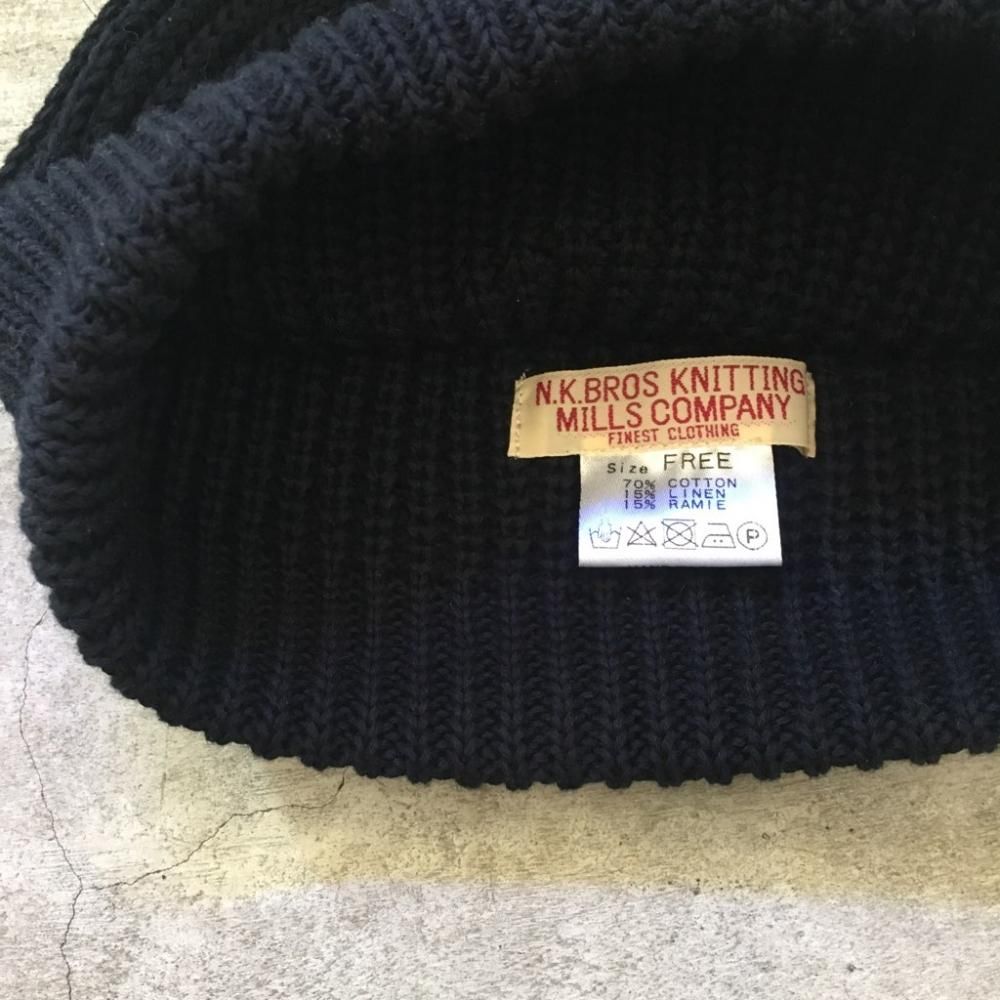 N.K.BROS KNITTING
MILLS COMPANY
FINEST CLOTHING
Size FREE
70% COTTON
15% LINEN
15% RAMIE
P